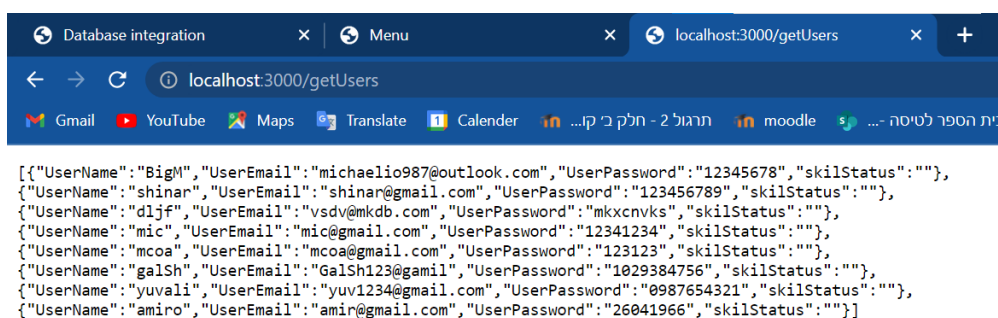 Database integration
Menu
localhost:3000/getUsers
localhost:3000/getUsers
Gmail YouTube Maps Translate 1 Calender תרגול 2 - חלק ב׳ קו... moodle בית הספר לטיסה -...
[{"UserName":"BigM","UserEmail":"michaelio987@outlook.com","UserPassword":"12345678","skilStatus":""},
{"UserName":"shinar","UserEmail":"shinar@gmail.com","UserPassword":"123456789","skilStatus":""},
{"UserName":"dljf","UserEmail":"vsdv@mkdb.com","UserPassword":"mkxcnvks","skilStatus":""},
{"UserName":"mic","UserEmail":"mic@gmail.com","UserPassword":"12341234","skilStatus":""},
{"UserName":"mcoa","UserEmail":"mcoa@gmail.com","UserPassword":"123123","skilStatus":""},
{"UserName":"galSh","UserEmail":"GalSh123@gamil","UserPassword":"1029384756","skilStatus":""},
{"UserName":"yuvali","UserEmail":"yuv1234@gmail.com","UserPassword":"0987654321","skilStatus":""},
{"UserName":"amiro","UserEmail":"amir@gmail.com","UserPassword":"26041966","skilStatus":""}]